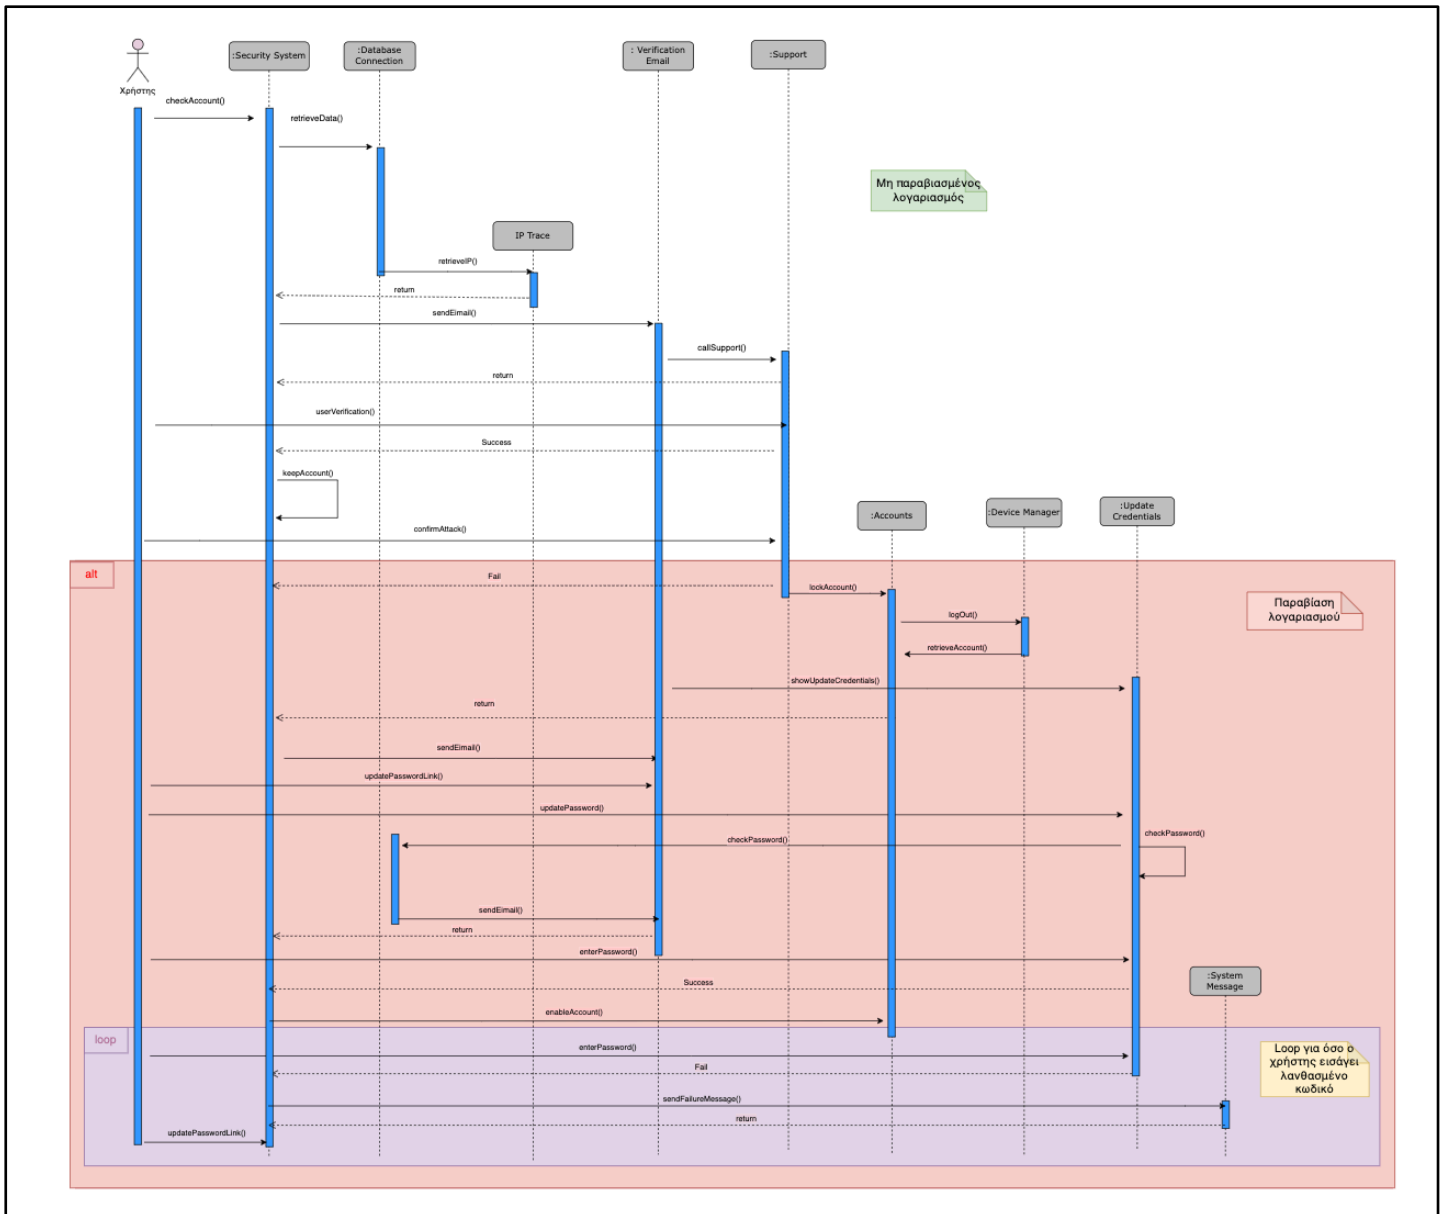 :Security System
:Database
Connection
: Verification
Email
:Support
Χρήστης
checkAccount()
retrieveData()
Μη παραβιασμένος
λογαριασμός
IP Trace
retrieveIP()
return
sendEimail()
callSupport()
return
userVerification()
Success
keepAccount()
:Accounts
:Device Manager
:Update
Credentials
confirmAttack()
alt
Fail
lockAccount()
Παραβίαση
λογαριασμού
logOut()
retrieveAccount()
showUpdateCredentials()
return
sendEimail()
updatePasswordLink()
updatePassword()
checkPassword()
checkPassword()
sendEimail()
return
enterPassword()
:System
Message
Success
enableAccount()
loop
enterPassword()
Loop για όσο ο
χρήστης εισάγει
λανθασμένο
κωδικό
Fail
sendFailureMessage()
return
updatePasswordLink()